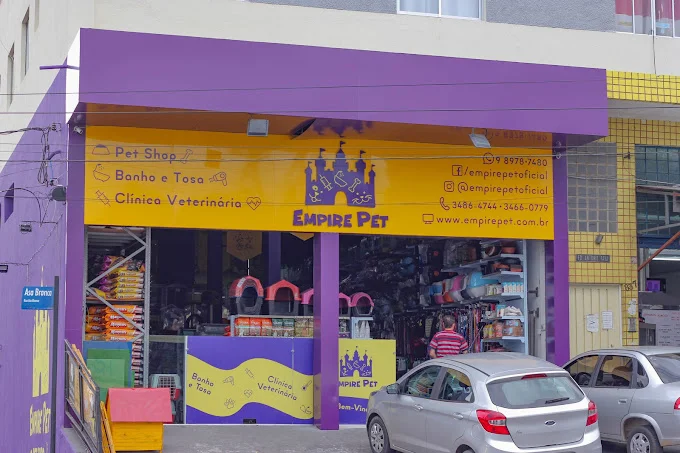 Pet Shop
Banho e Tosa
Clínica Veterinária
EMPIRE PET
9 8978-7480
/empirepetoficial
@empirepetoficial
3486-4744 • 3466-0779
www.empirepet.com.br
Asa Branca
Banho
e Tosa
Clínica
Veterinária
EMPIRE PET